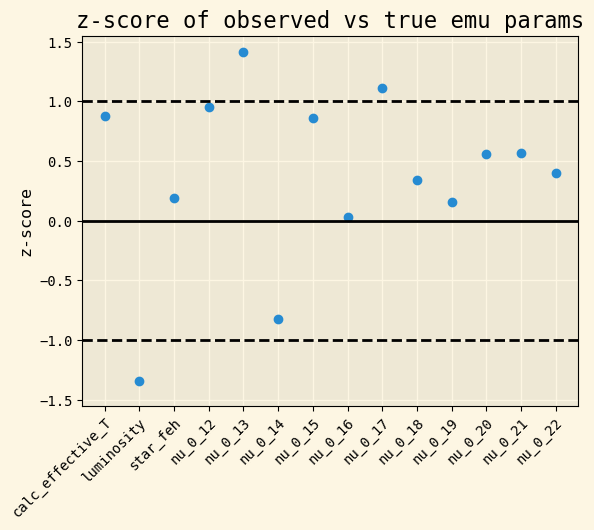 z-score of observed vs true emu params
z-score
1.5
1.0
0.5
0.0
−0.5
−1.0
−1.5
calc_effective_T
luminosity
star_feh
nu_0_12
nu_0_13
nu_0_14
nu_0_15
nu_0_16
nu_0_17
nu_0_18
nu_0_19
nu_0_20
nu_0_21
nu_0_22